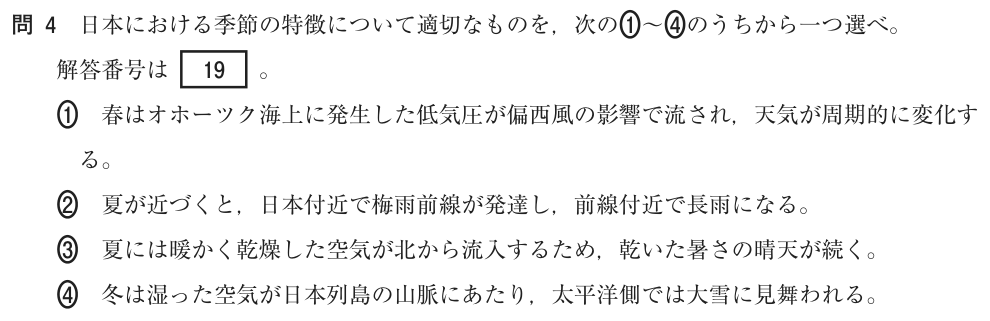 問 4 日本における季節の特徴について適切なものを，次の①～④のうちから一つ選べ。
解答番号は 19 。
① 春はオホーツク海上に発生した低気圧が偏西風の影響で流され，天気が周期的に変化す
る。
② 夏が近づくと，日本付近で梅雨前線が発達し，前線付近で長雨になる。
③ 夏には暖かく乾燥した空気が北から流入するため，乾いた暑さの晴天が続く。
④ 冬は湿った空気が日本列島の山脈にあたり，太平洋側では大雪に見舞われる。